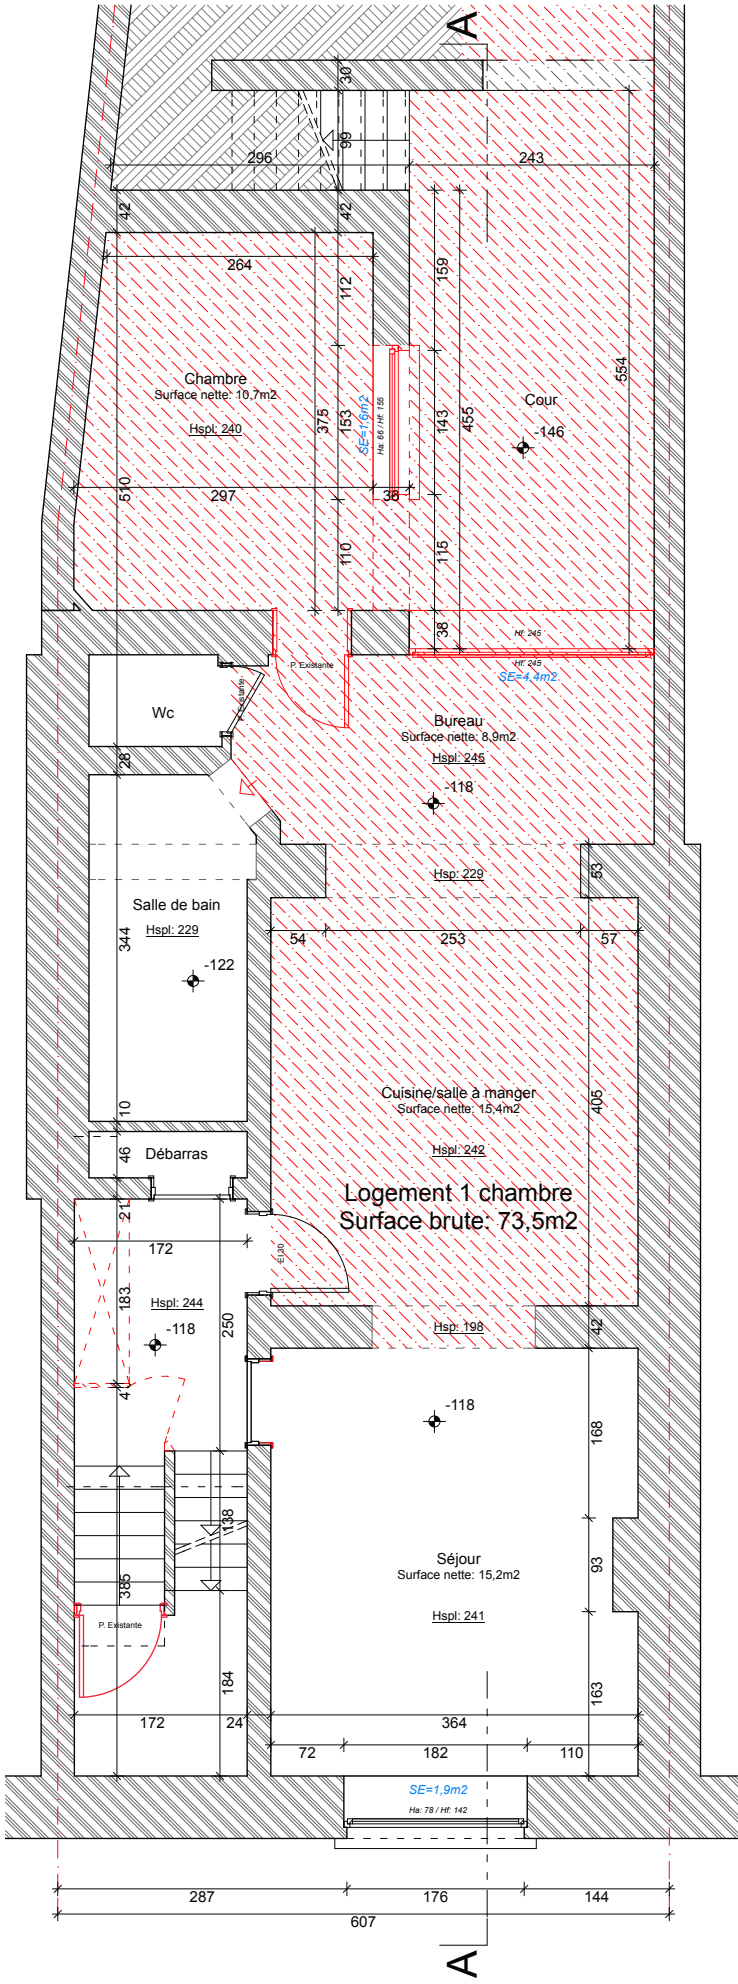 A
30
99
296
243
42
42
264
159
112
Chambre
Surface nette: 10,7m2
Hspl: 240
375
153
SE=1,6m2
Ha: 66 / Hf: 155
143
455
554
Cour
-146
510
297
36
110
115
38
Hf: 245
Hf: 245
SE=4,4m2
P. Existante
P. Existante
Wc
Bureau
Surface nette: 8,9m2
Hspl: 245
-118
28
Hsp: 229
53
Salle de bain
Hspl: 229
344
-122
54
253
57
Cuisine/salle à manger
Surface nette: 15,4m2
405
Hspl: 242
10
46
Débarras
Logement 1 chambre
Surface brute: 73,5m2
21
172
EI30
183
Hspl: 244
250
-118
Hsp: 198
42
4
-118
168
138
385
Séjour
Surface nette: 15,2m2
Hspl: 241
93
P. Existante
184
163
172
24
364
72
182
110
SE=1,9m2
Ha: 78 / Hf: 142
287
176
144
607
A